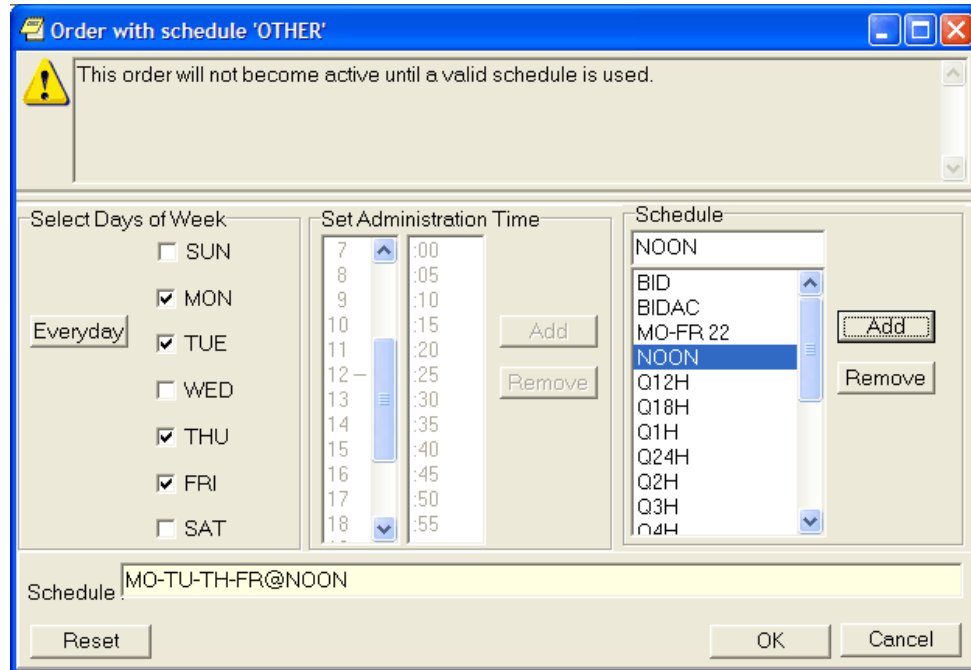 Order with schedule 'OTHER'
This order will not become active until a valid schedule is used.
Select Days of Week
SUN
MON
Everyday
TUE
WED
THU
FRI
SAT
Set Administration Time
7
8
9
10
11
12 –
13
14
15
16
17
18
:00
:05
:10
:15
:20
:25
:30
:35
:40
:45
:50
:55
Add
Remove
Schedule
NOON
BID
BIDAC
MO-FR 22
NOON
Q12H
Q18H
Q1H
Q24H
Q2H
Q3H
Q4H
Add
Remove
Schedule :
MO-TU-TH-FR@NOON
Reset
OK
Cancel